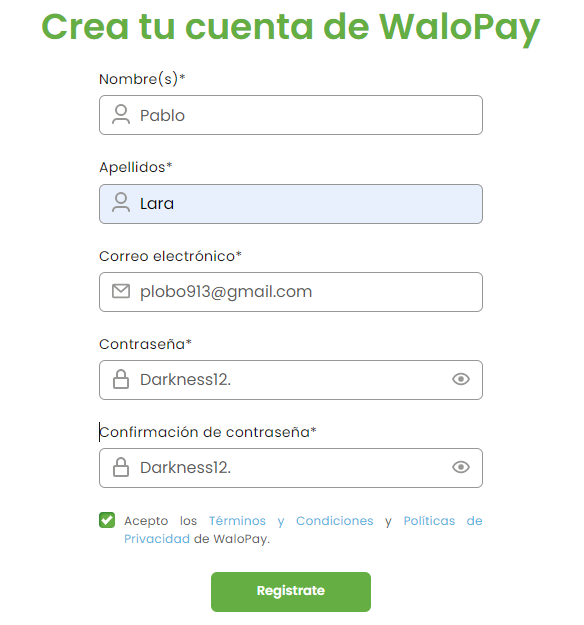 Crea tu cuenta de WaloPay
Nombre(s)*
Pablo
Apellidos*
Lara
Correo electrónico*
plobo913@gmail.com
Contraseña*
Darkness12.
Confirmación de contraseña*
Darkness12.
Acepto los Términos y Condiciones y Políticas de
Privacidad de WaloPay.
Registrate